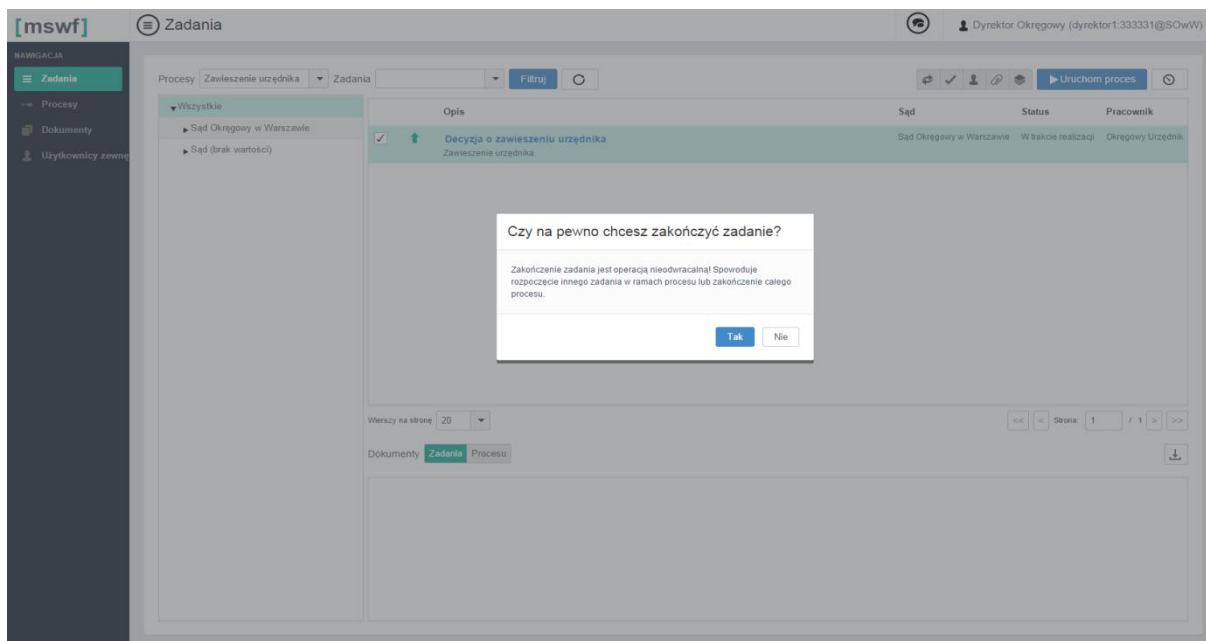 [mswf]
Zadania
Dyrektor Okręgowy (dyrektor1:333331@SOwW)
NAWIGACJA
Zadania
Procesy
Dokumenty
Użytkownicy zewnę
Procesy Zawieszenie urzędnika Zadania Filtruj Uruchom proces
Wszystkie
Sąd Okręgowy w Warszawie
Sąd (brak wartości)
Opis Sąd Status Pracownik
Decyzja o zawieszeniu urzędnika Sąd Okręgowy w Warszawie W trakcie realizacji Okręgowy Urzędnik
Zawieszenie urzędnika:
Czy na pewno chcesz zakończyć zadanie?
Zakończenie zadania jest operacją nieodwracalną! Spowoduje
rozpoczęcie innego zadania w ramach procesu lub zakończenie całego
procesu.
Tak Nie
Wierszy na stronę 20 << < Strona: 1 / 1 > >>
Dokumenty Zadania Procesu